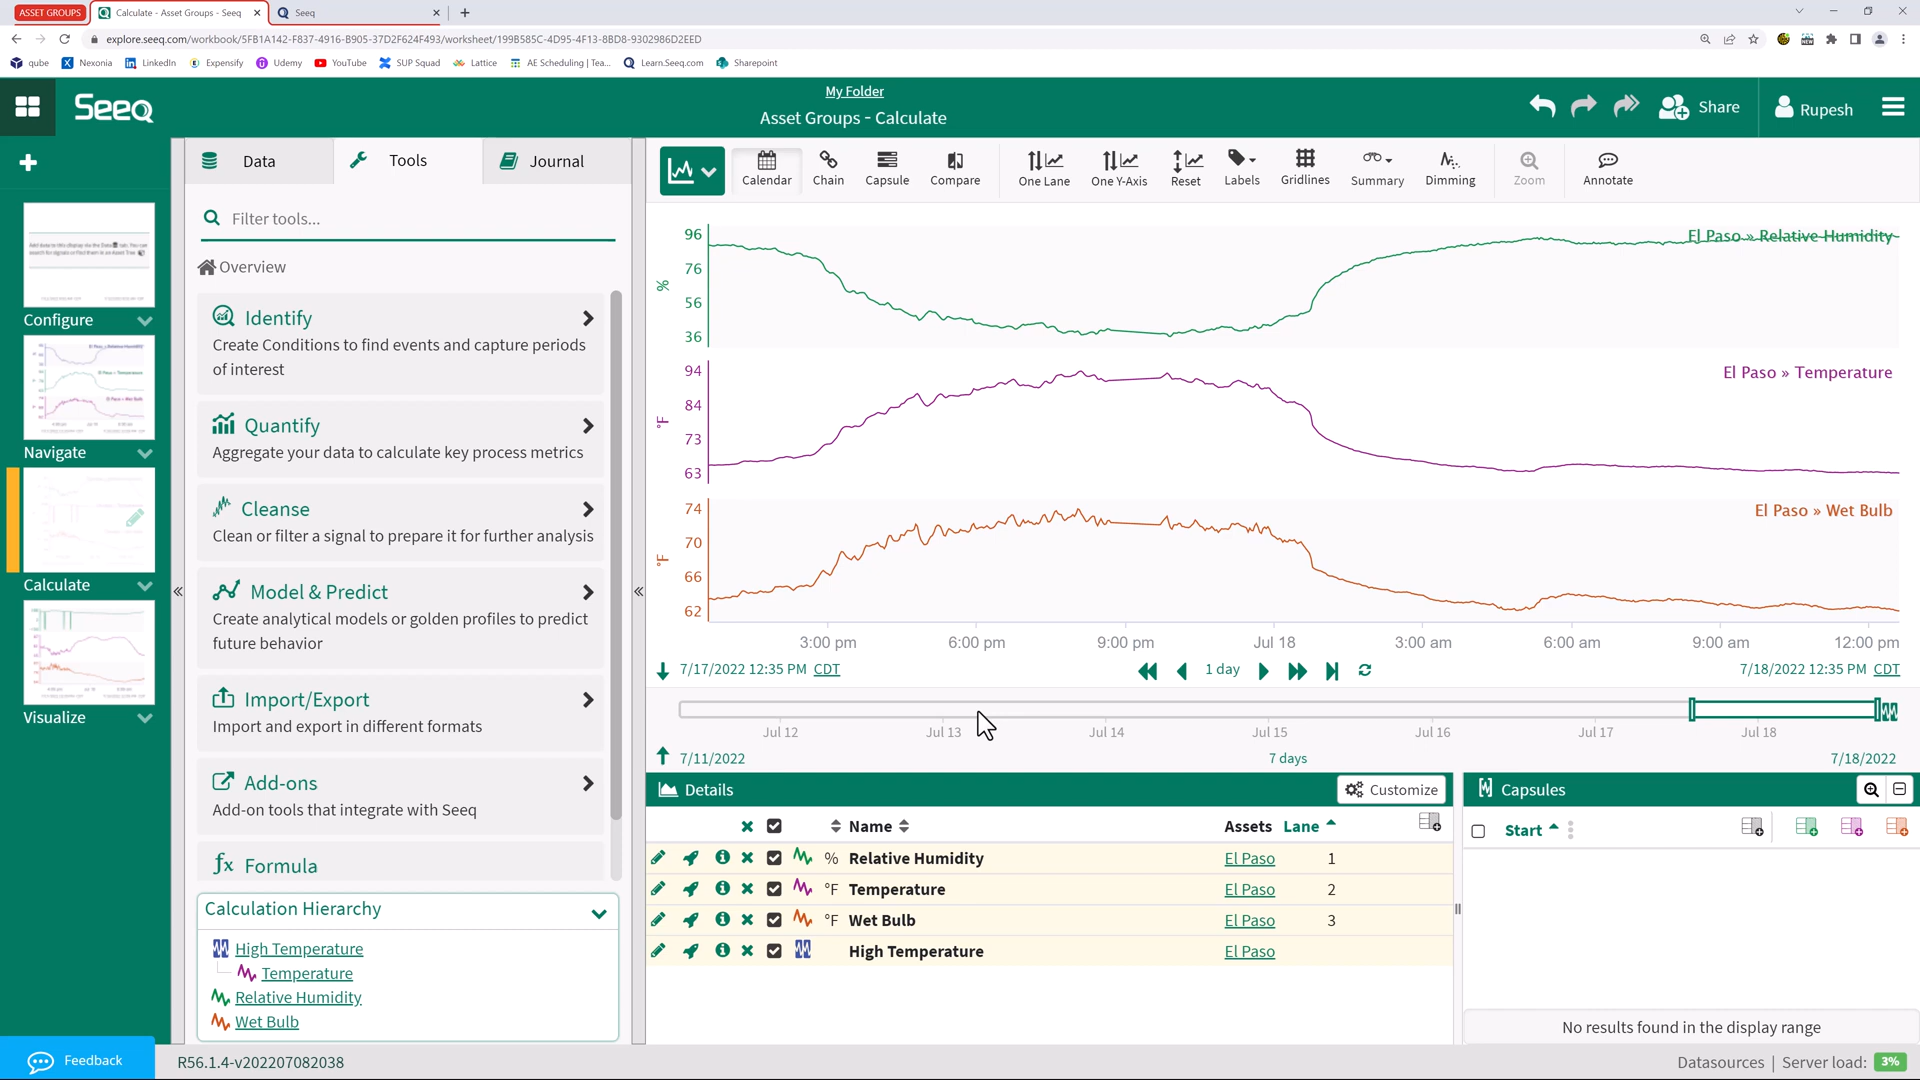 ASSET GROUPS
Calculate - Asset Groups - Seeq
Seeq
explore.seeq.com/workbook/5FB1A142-F837-4916-B905-37D2F624F493/worksheet/199B585C-4D95-4F13-8BD8-9302986D2EED
qube Nexonia LinkedIn Expensify Udemy YouTube SUP Squad Lattice AE Scheduling | Tea... Learn.Seeq.com Sharepoint
Seeq
My Folder
Asset Groups - Calculate
Share
Rupesh
Data
Tools
Journal
Calendar
Chain
Capsule
Compare
One Lane
One Y-Axis
Reset
Labels
Gridlines
Summary
Dimming
Zoom
Annotate
Configure
Navigate
Calculate
Visualize
Filter tools...
Overview
Identify
Create Conditions to find events and capture periods
of interest
Quantify
Aggregate your data to calculate key process metrics
Cleanse
Clean or filter a signal to prepare it for further analysis
Model & Predict
Create analytical models or golden profiles to predict
future behavior
Import/Export
Import and export in different formats
Add-ons
Add-on tools that integrate with Seeq
fx Formula
Calculation Hierarchy
High Temperature
Temperature
Relative Humidity
Wet Bulb
El Paso » Relative Humidity
96
76
56
36
%
El Paso » Temperature
94
84
73
63
°F
El Paso » Wet Bulb
74
70
66
62
°F
3:00 pm 6:00 pm 9:00 pm Jul 18 3:00 am 6:00 am 9:00 am 12:00 pm
7/17/2022 12:35 PM CDT
1 day
7/18/2022 12:35 PM CDT
Jul 12 Jul 13 Jul 14 Jul 15 Jul 16 Jul 17 Jul 18
7/11/2022
7 days
7/18/2022
Details
Customize
Name Assets Lane
% Relative Humidity El Paso 1
°F Temperature El Paso 2
°F Wet Bulb El Paso 3
High Temperature El Paso
Capsules
Start
No results found in the display range
Feedback
R56.1.4-v202207082038
Datasources | Server load: 3%